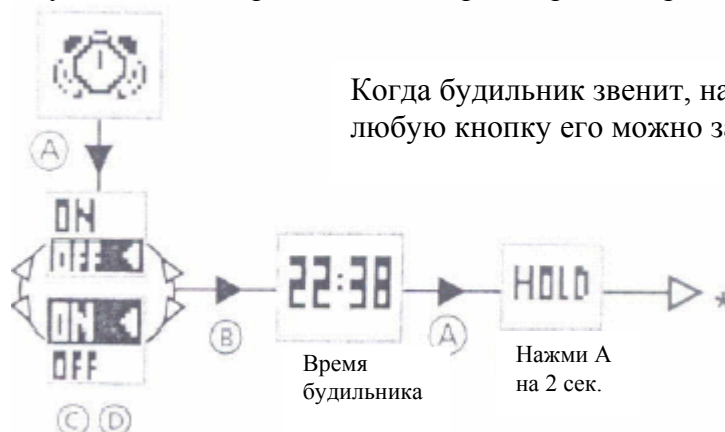 Когда будильник звенит, на
любую кнопку его можно за
A
ON
OFF
ON
OFF
C D
B
22:38
Время
будильника
A
HOLD
*
Нажми А
на 2 сек.